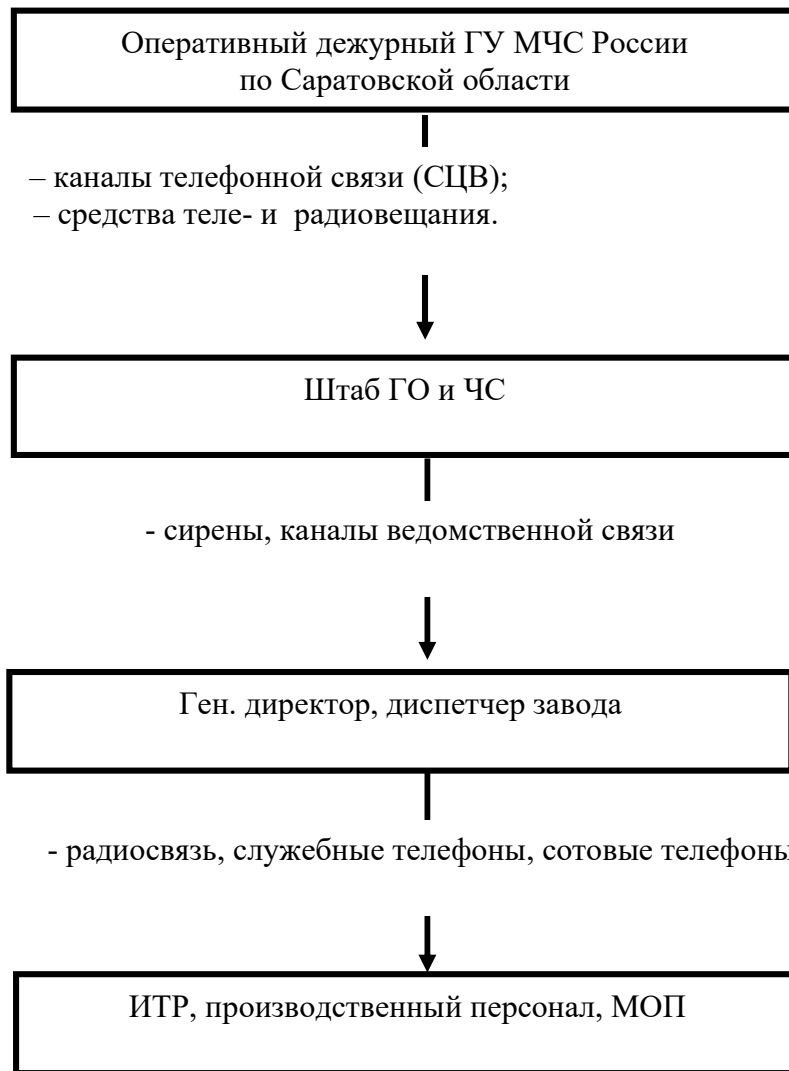 Оперативный дежурный ГУ МЧС России
по Саратовской области
– каналы телефонной связи (СЦВ);
– средства теле- и радиовещания.
Штаб ГО и ЧС
- сирены, каналы ведомственной связи
Ген. директор, диспетчер завода
- радиосвязь, служебные телефоны, сотовые телефоны
ИТР, производственный персонал, МОП